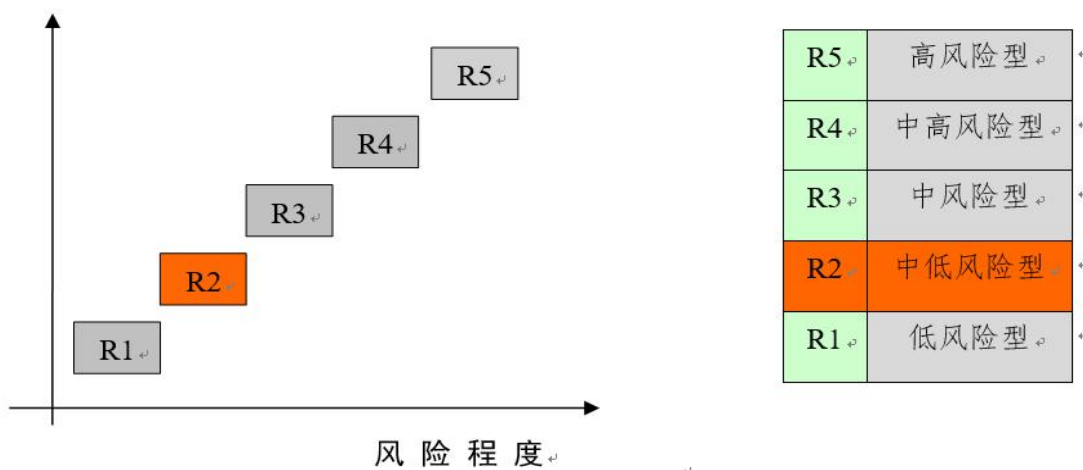 R5
R4
R3
R2
R1
风险程度
R5 高风险型
R4 中高风险型
R3 中风险型
R2 中低风险型
R1 低风险型